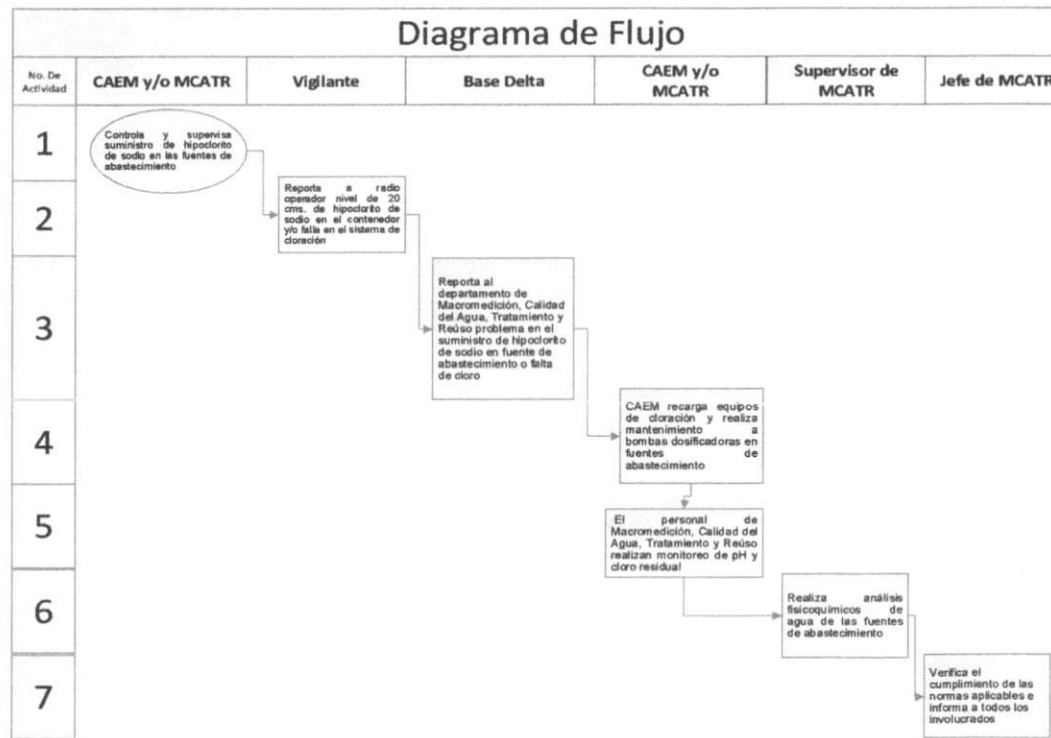 Diagrama de Flujo
No. De
Actividad
CAEM y/o MCATR
Vigilante
Base Delta
CAEM y/o
MCATR
Supervisor de
MCATR
Jefe de MCATR
1
Controla y supervisa
suministro de hipoclorito
de sodio en las fuentes de
abastecimiento
2
Reporta a radio
operador nivel de 20
cms. de hipoclorito de
sodio en el contenedor
y/o falla en el sistema de
cloración
3
Reporta al
departamento de
Macromedición, Calidad
del Agua, Tratamiento y
Reúso problema en el
suministro de hipoclorito
de sodio en fuente de
abastecimiento o falta
de cloro
4
CAEM recarga equipos
de cloración y realiza
mantenimiento a
bombas dosificadoras en
fuentes de
abastecimiento
5
El personal de
Macromedición, Calidad del
Agua, Tratamiento y Reúso
realizan monitoreo de pH y
cloro residual
6
Realiza análisis
fisicoquímicos de
agua de las fuentes
de abastecimiento
7
Verifica el
cumplimiento de las
normas aplicables e
informa a todos los
involucrados